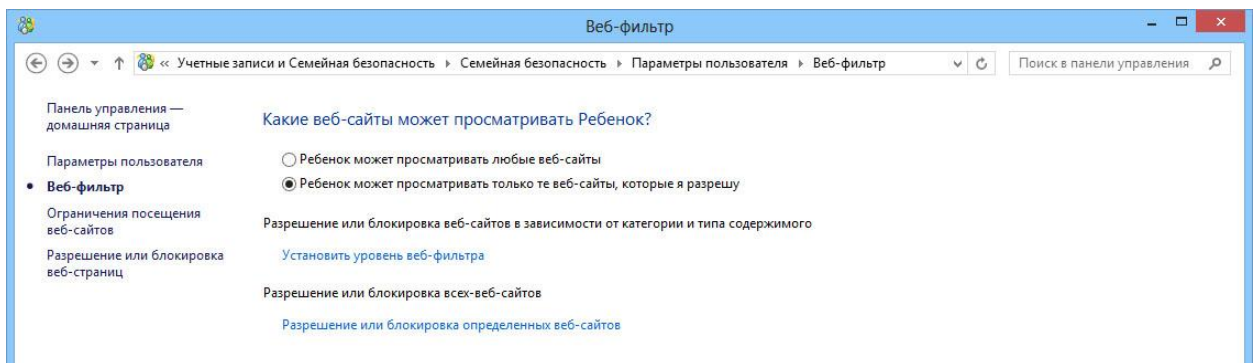 Веб-фильтр
« Учетные записи и Семейная безопасность ▸ Семейная безопасность ▸ Параметры пользователя ▸ Веб-фильтр
Поиск в панели управления
Панель управления —
домашняя страница
Параметры пользователя
• Веб-фильтр
Ограничения посещения
веб-сайтов
Разрешение или блокировка
веб-страниц
Какие веб-сайты может просматривать Ребенок?
Ребенок может просматривать любые веб-сайты
Ребенок может просматривать только те веб-сайты, которые я разрешу
Разрешение или блокировка веб-сайтов в зависимости от категории и типа содержимого
Установить уровень веб-фильтра
Разрешение или блокировка всех-веб-сайтов
Разрешение или блокировка определенных веб-сайтов